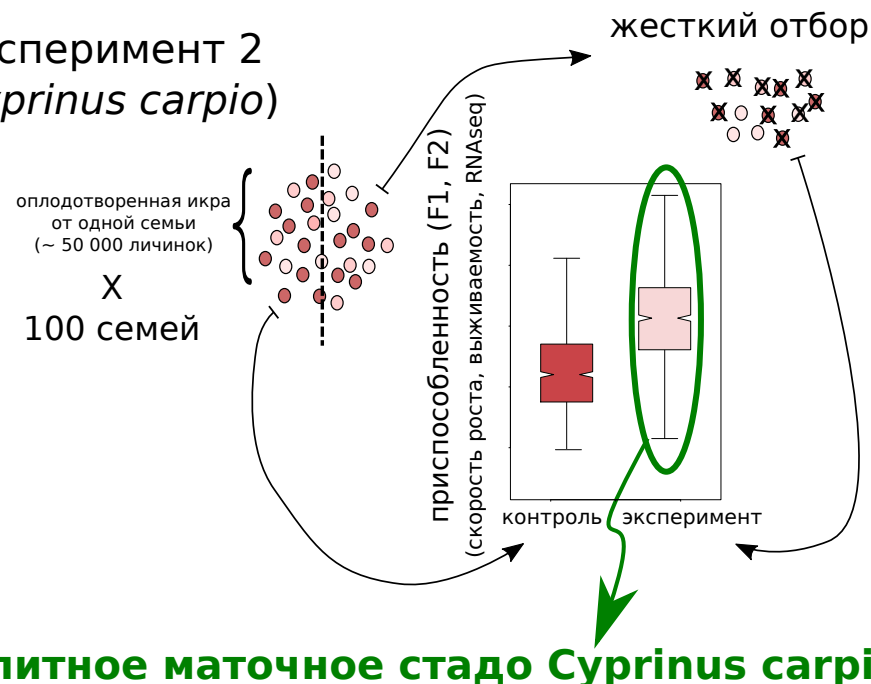 сперимент 2
yprinus carpio)
жесткий отбор
оплодотворенная икра
от одной семьи
(~ 50 000 личинок)
X
100 семей
приспособленность (F1, F2)
(скорость роста, выживаемость, RNAseq)
контроль
эксперимент
литное маточное стадо Cyprinus carpi